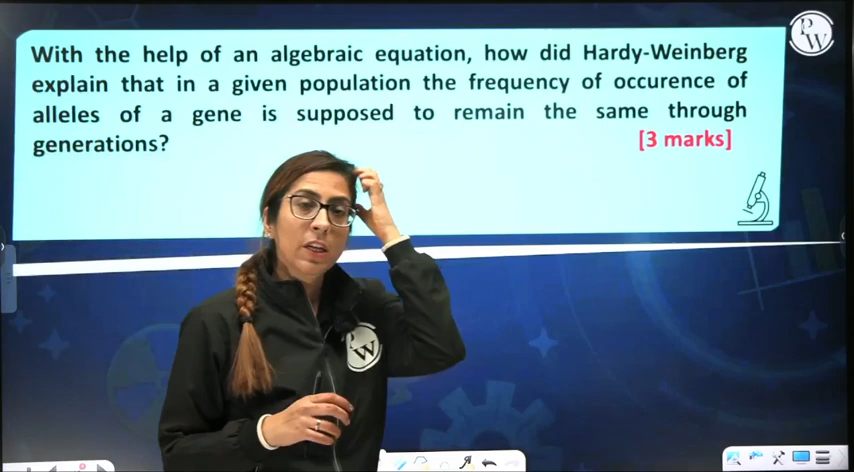 With the help of an algebraic equation, how did Hardy-Weinberg
explain that in a given population the frequency of occurence of
alleles of a gene is supposed to remain the same through
generations? [3 marks]
PW
PW